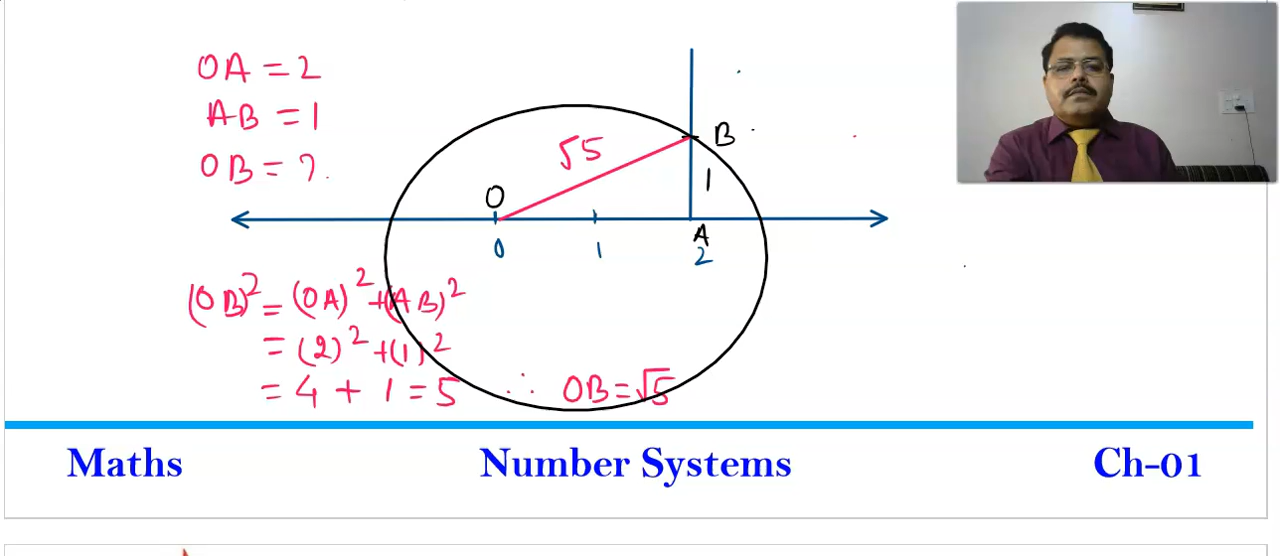 OA = 2
AB = 1
OB = ?.
√5
B
1
O
A
0
1
2
(OB)² = (OA)² + (AB)²
= (2)² + (1)²
= 4 + 1 = 5 ∴ OB = √5
Maths Number Systems Ch-01